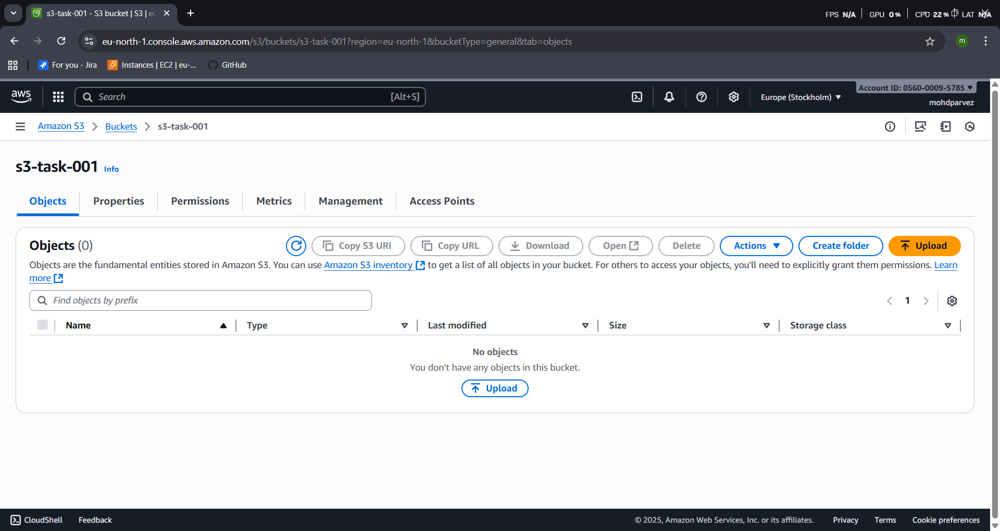 s3-task-001 - S3 bucket | S3 | eu
FPS N/A GPU 0% CPU 22% LAT N/A
eu-north-1.console.aws.amazon.com/s3/buckets/s3-task-001?region=eu-north-1&bucketType=general&tab=objects
m
For you - Jira
Instances | EC2 | eu-...
GitHub
aws
Search
[Alt+S]
Europe (Stockholm)
Account ID: 0560-0009-5785
mohdparvez
Amazon S3 > Buckets > s3-task-001
s3-task-001 Info
Objects Properties Permissions Metrics Management Access Points
Objects (0)
Copy S3 URI Copy URL Download Open Delete Actions Create folder Upload
Objects are the fundamental entities stored in Amazon S3. You can use Amazon S3 inventory to get a list of all objects in your bucket. For others to access your objects, you'll need to explicitly grant them permissions. Learn
more
Find objects by prefix
1
Name Type Last modified Size Storage class
No objects
You don't have any objects in this bucket.
Upload
CloudShell Feedback © 2025, Amazon Web Services, Inc. or its affiliates. Privacy Terms Cookie preferences